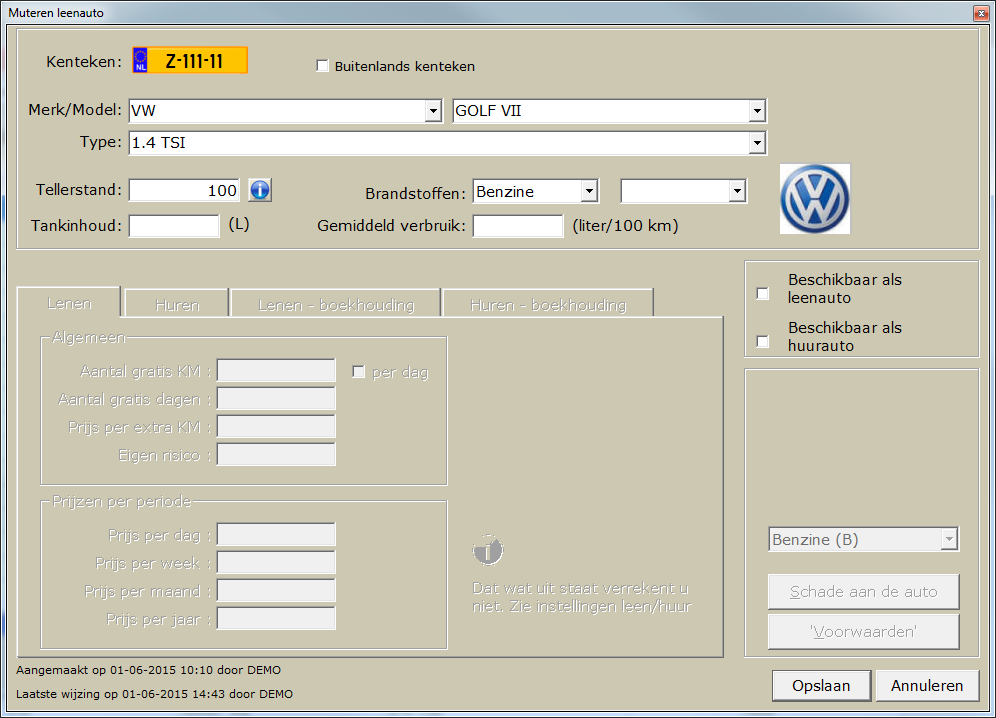 Muteren leenauto
Kenteken: NL Z-111-11
Buitenlands kenteken
Merk/Model: VW GOLF VII
Type: 1.4 TSI
Tellerstand: 100
Brandstoffen: Benzine
Tankinhoud: (L)
Gemiddeld verbruik: (liter/100 km)
Beschikbaar als
leenauto
Beschikbaar als
huurauto
Lenen Huren Lenen - boekhouding Huren - boekhouding
Algemeen
Aantal gratis KM : per dag
Aantal gratis dagen :
Prijs per extra KM :
Eigen risico :
Prijzen per periode
Prijs per dag :
Prijs per week :
Prijs per maand :
Prijs per jaar :
Dat wat uit staat verrekent u
niet. Zie instellingen leen/huur
Benzine (B)
Schade aan de auto
'Voorwaarden'
Aangemaakt op 01-06-2015 10:10 door DEMO
Laatste wijzing op 01-06-2015 14:43 door DEMO
Opslaan Annuleren